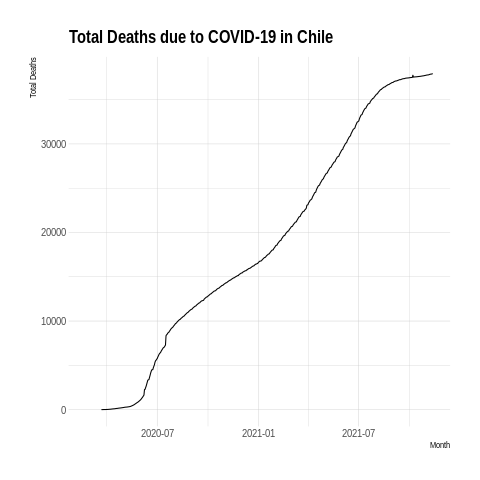 Total Deaths due to COVID-19 in Chile
Total Deaths
30000
20000
10000
0
2020-07
2021-01
2021-07
Month